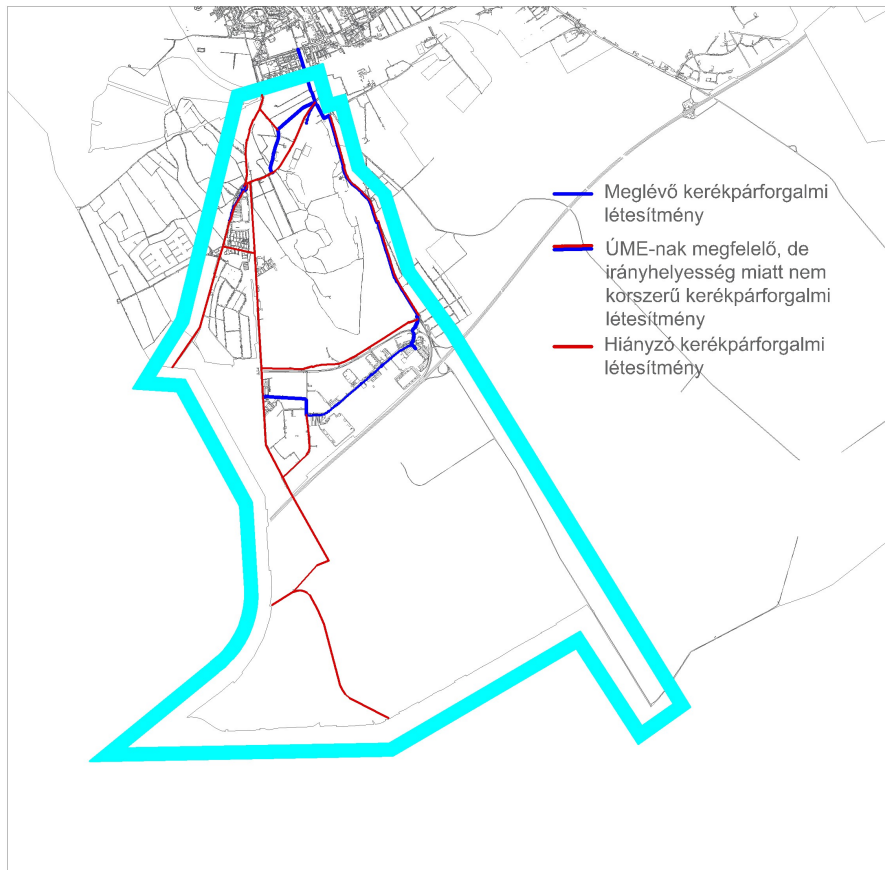 Meglévő kerékpárforgalmi
létesítmény
ÚME-nak megfelelő, de
irányhelyesség miatt nem
korszerű kerékpárforgalmi
létesítmény
Hiányzó kerékpárforgalmi
létesítmény